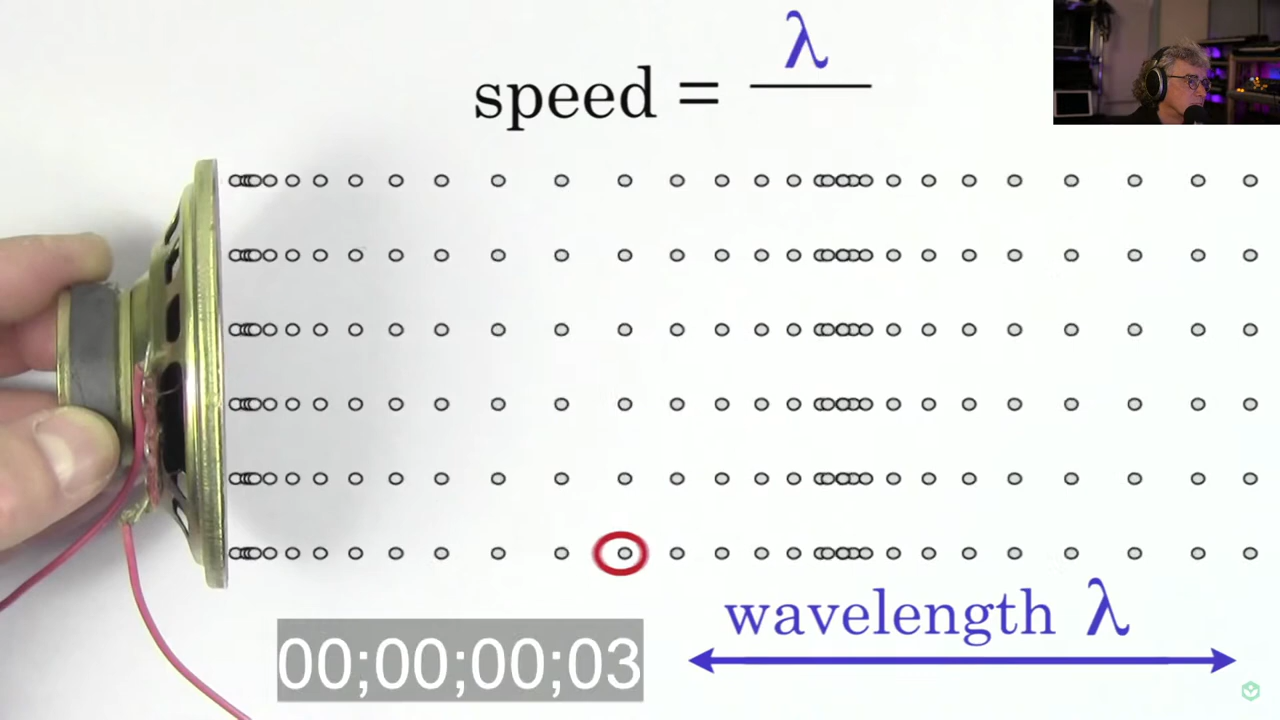 speed = λ
wavelength λ
00;00;00;03